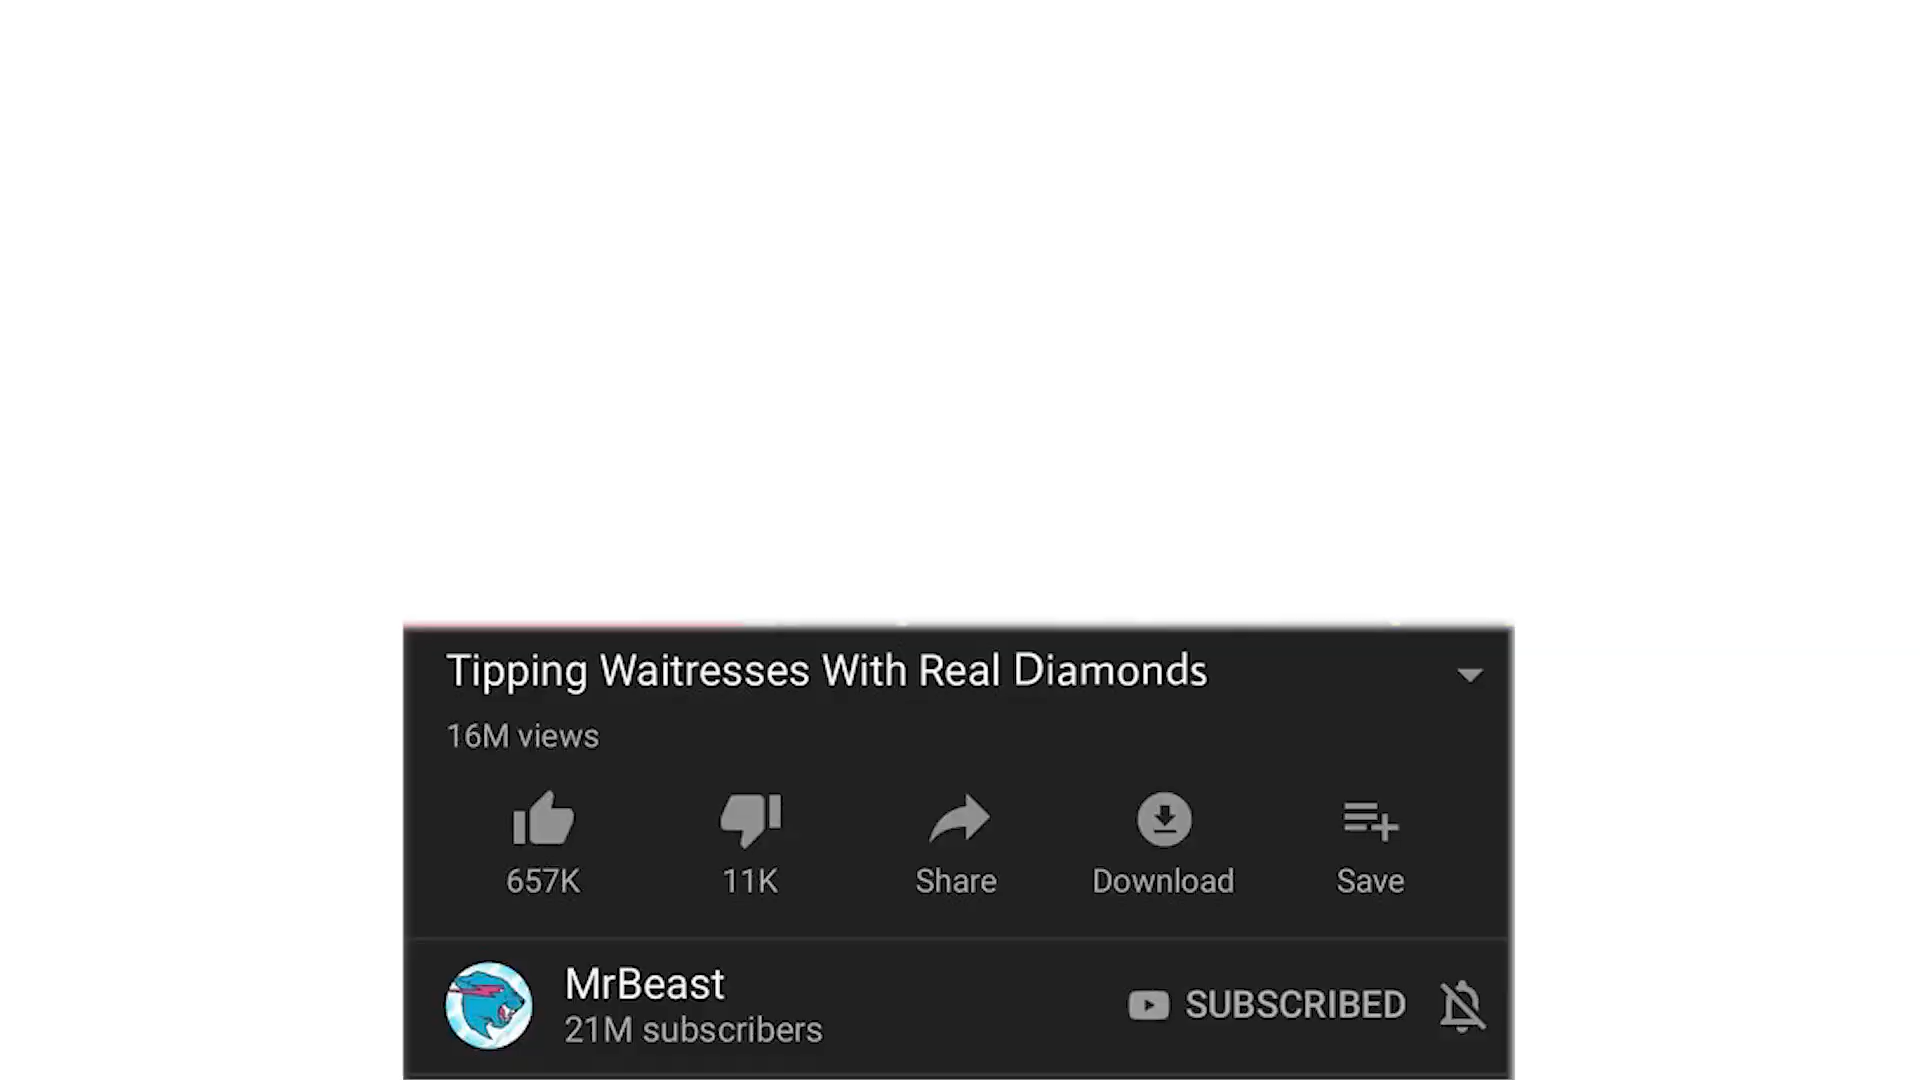 Tipping Waitresses With Real Diamonds
16M views
657K
11K
Share
Download
Save
MrBeast
21M subscribers
SUBSCRIBED